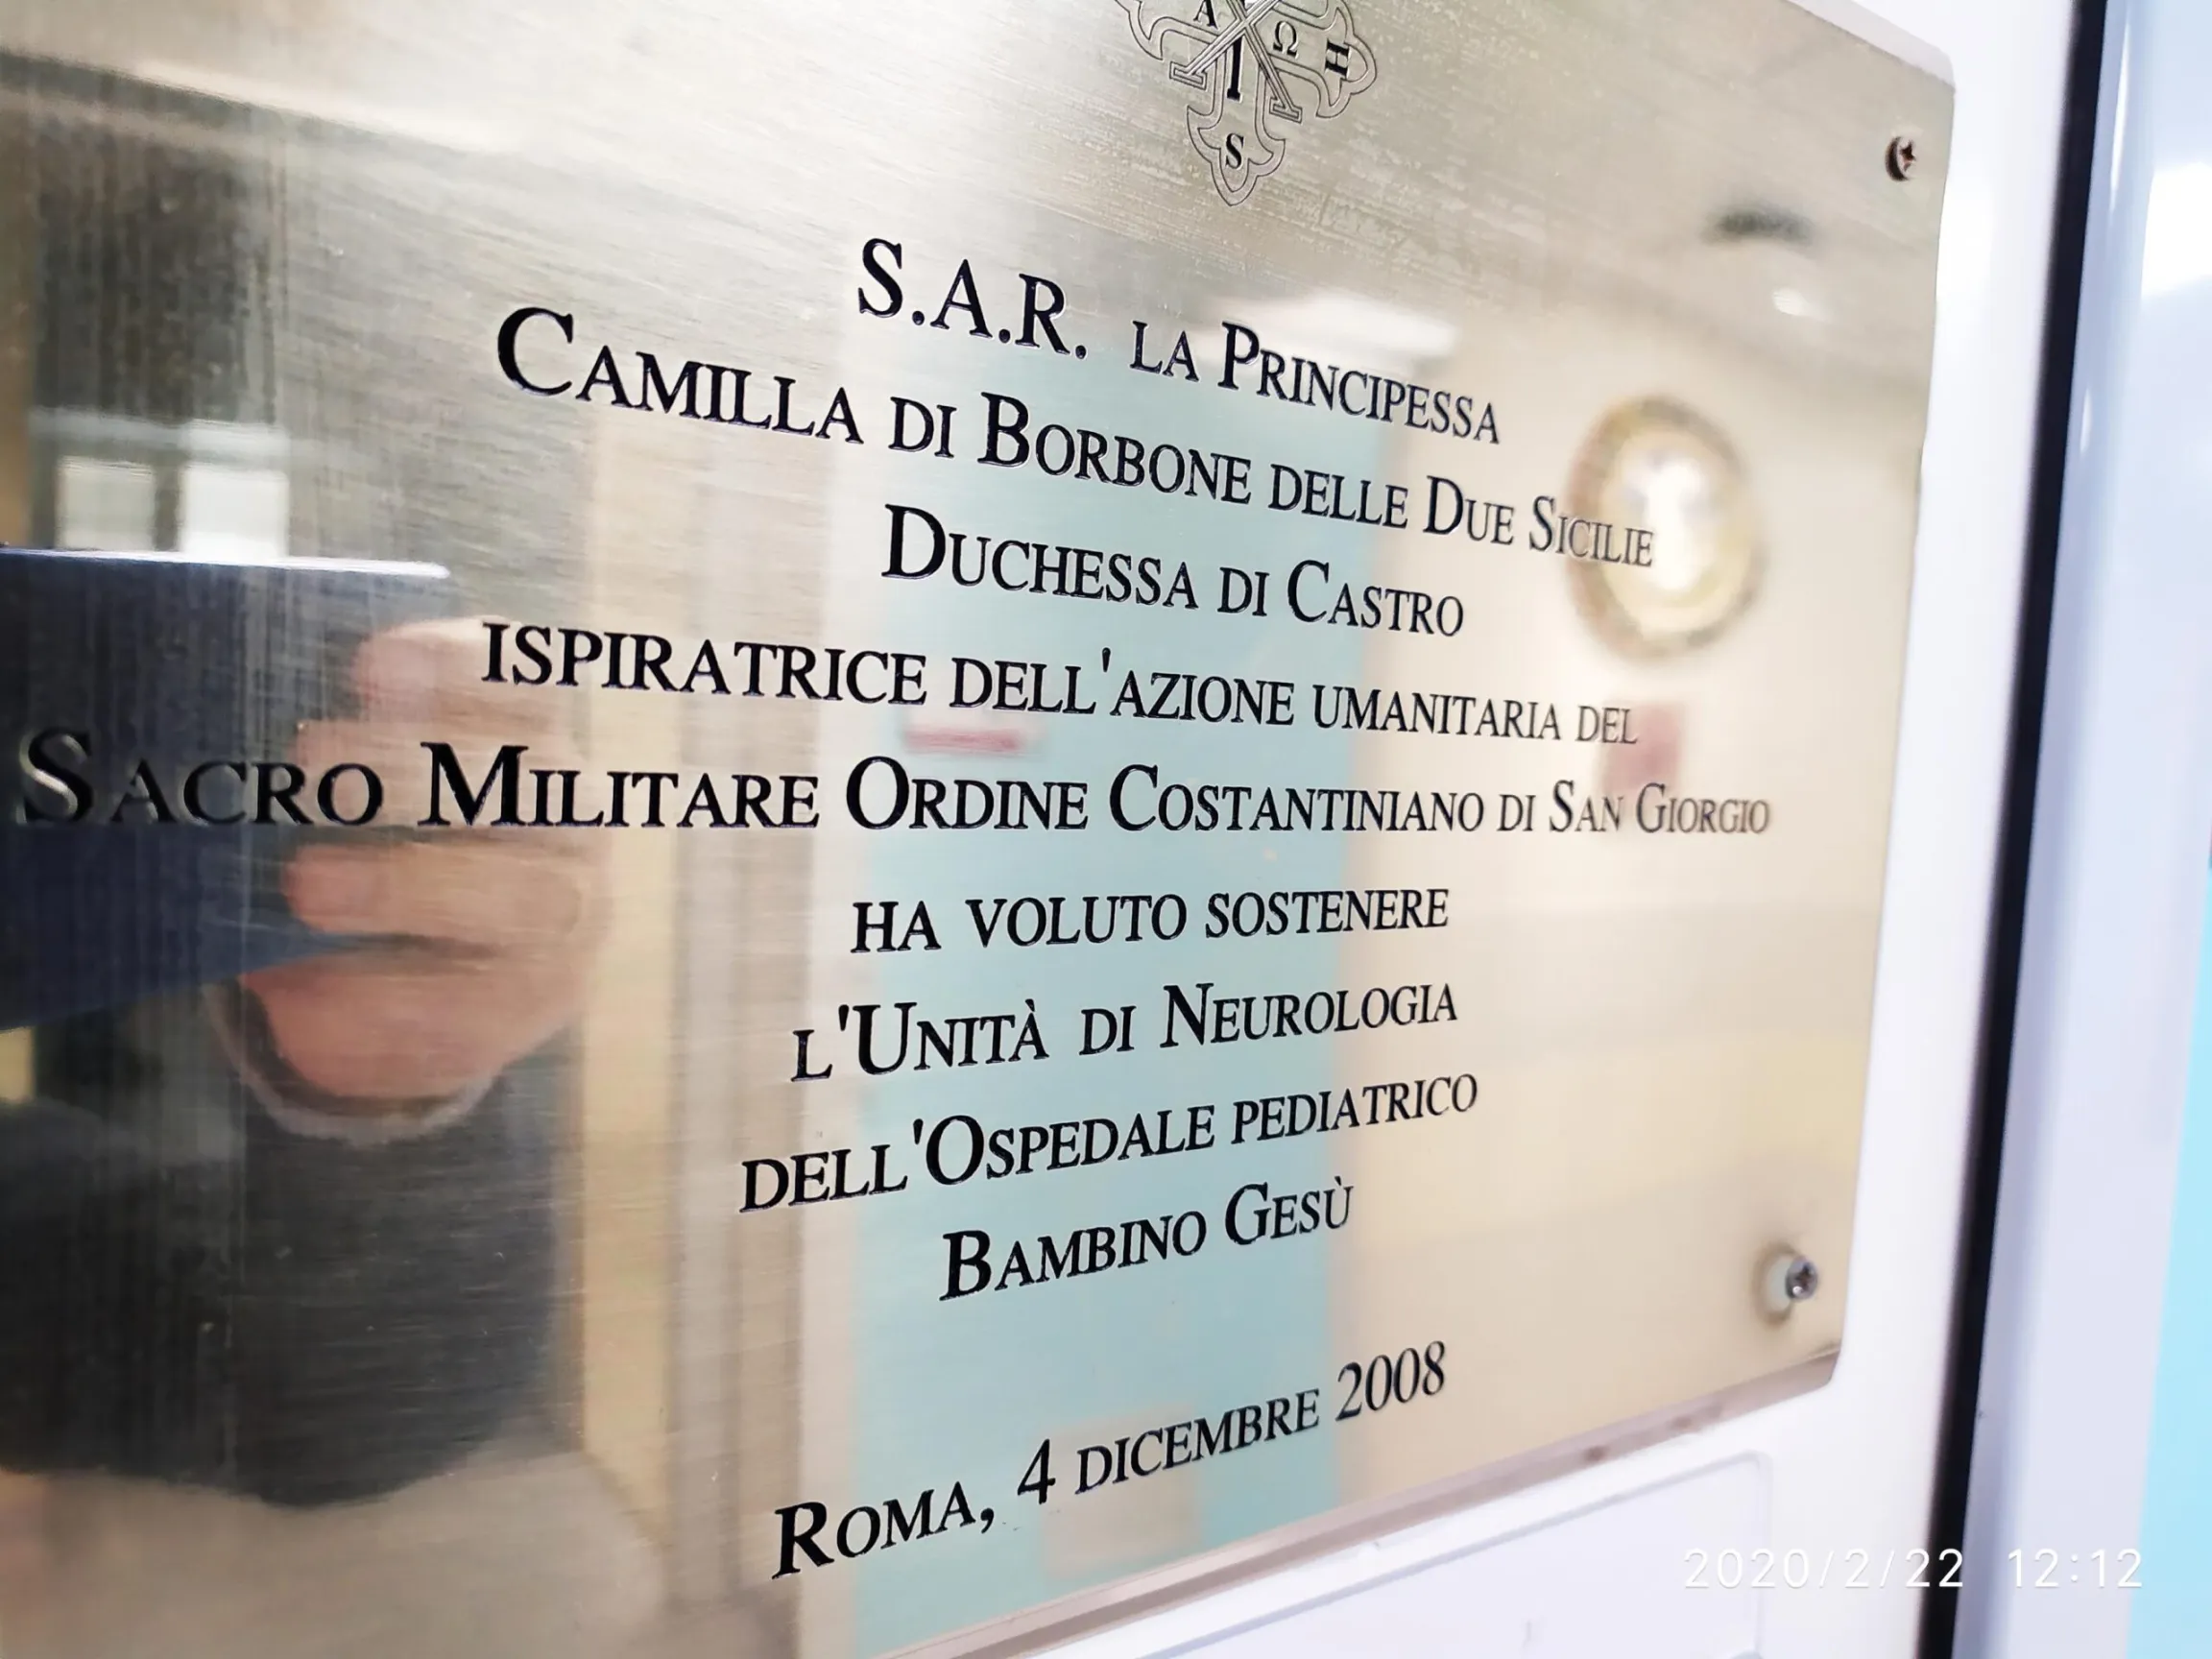 A Ω
I H
S
S.A.R. LA PRINCIPESSA
CAMILLA DI BORBONE DELLE DUE SICILIE
DUCHESSA DI CASTRO
ISPIRATRICE DELL'AZIONE UMANITARIA DEL
SACRO MILITARE ORDINE COSTANTINIANO DI SAN GIORGIO
HA VOLUTO SOSTENERE
L'UNITÀ DI NEUROLOGIA
DELL'OSPEDALE PEDIATRICO
BAMBINO GESÙ
ROMA, 4 DICEMBRE 2008
2020/2/22 12:12